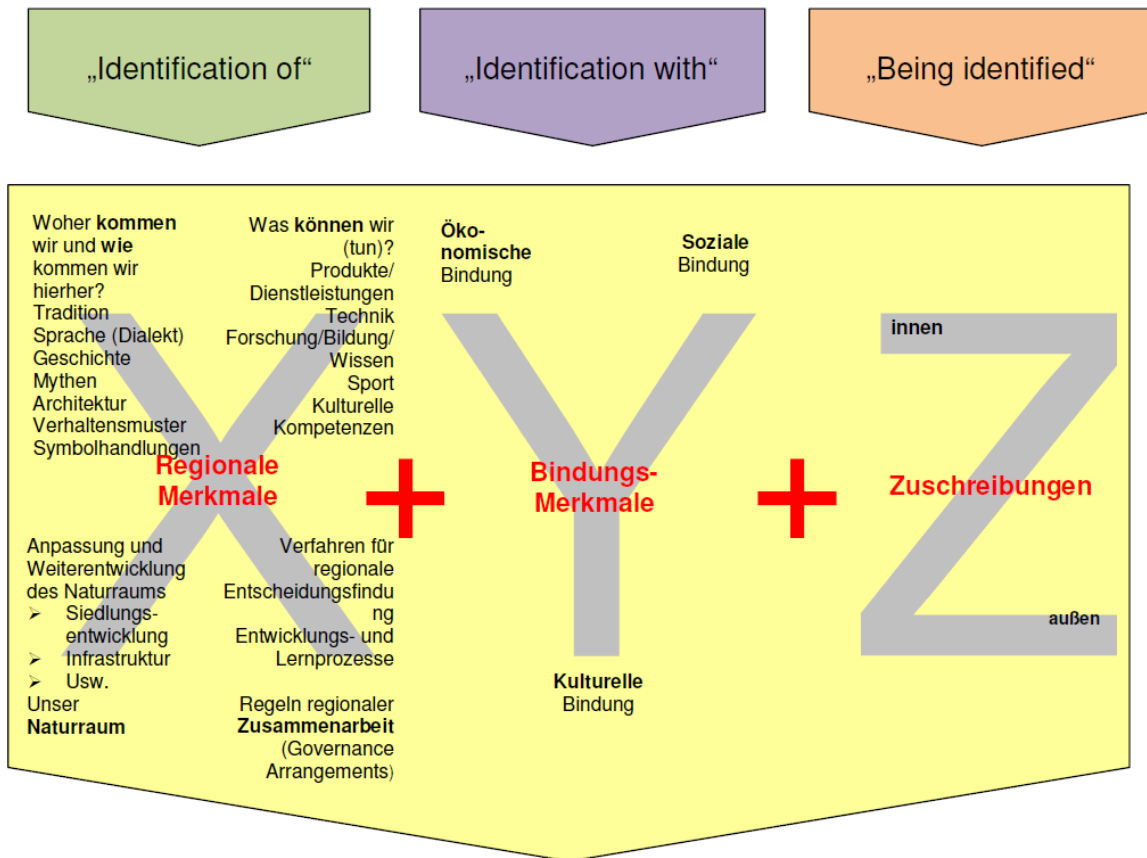 „Identification of“
„Identification with“
„Being identified“
Woher kommen
wir und wie
kommen wir
hierher?
Tradition
Sprache (Dialekt)
Geschichte
Mythen
Architektur
Verhaltensmuster
Symbolhandlungen
Was können wir
(tun)?
Produkte/
Dienstleistungen
Technik
Forschung/Bildung/
Wissen
Sport
Kulturelle
Kompetenzen
X
Regionale
Merkmale
Anpassung und
Weiterentwicklung
des Naturraums
➢ Siedlungs-
entwicklung
➢ Infrastruktur
➢ Usw.
Unser
Naturraum
Verfahren für
regionale
Entscheidungsfindu
ng
Entwicklungs- und
Lernprozesse
Regeln regionaler
Zusammenarbeit
(Governance
Arrangements)
+
Öko-
nomische
Bindung
Soziale
Bindung
Y
Bindungs-
Merkmale
Kulturelle
Bindung
+
innen
Z
Zuschreibungen
außen